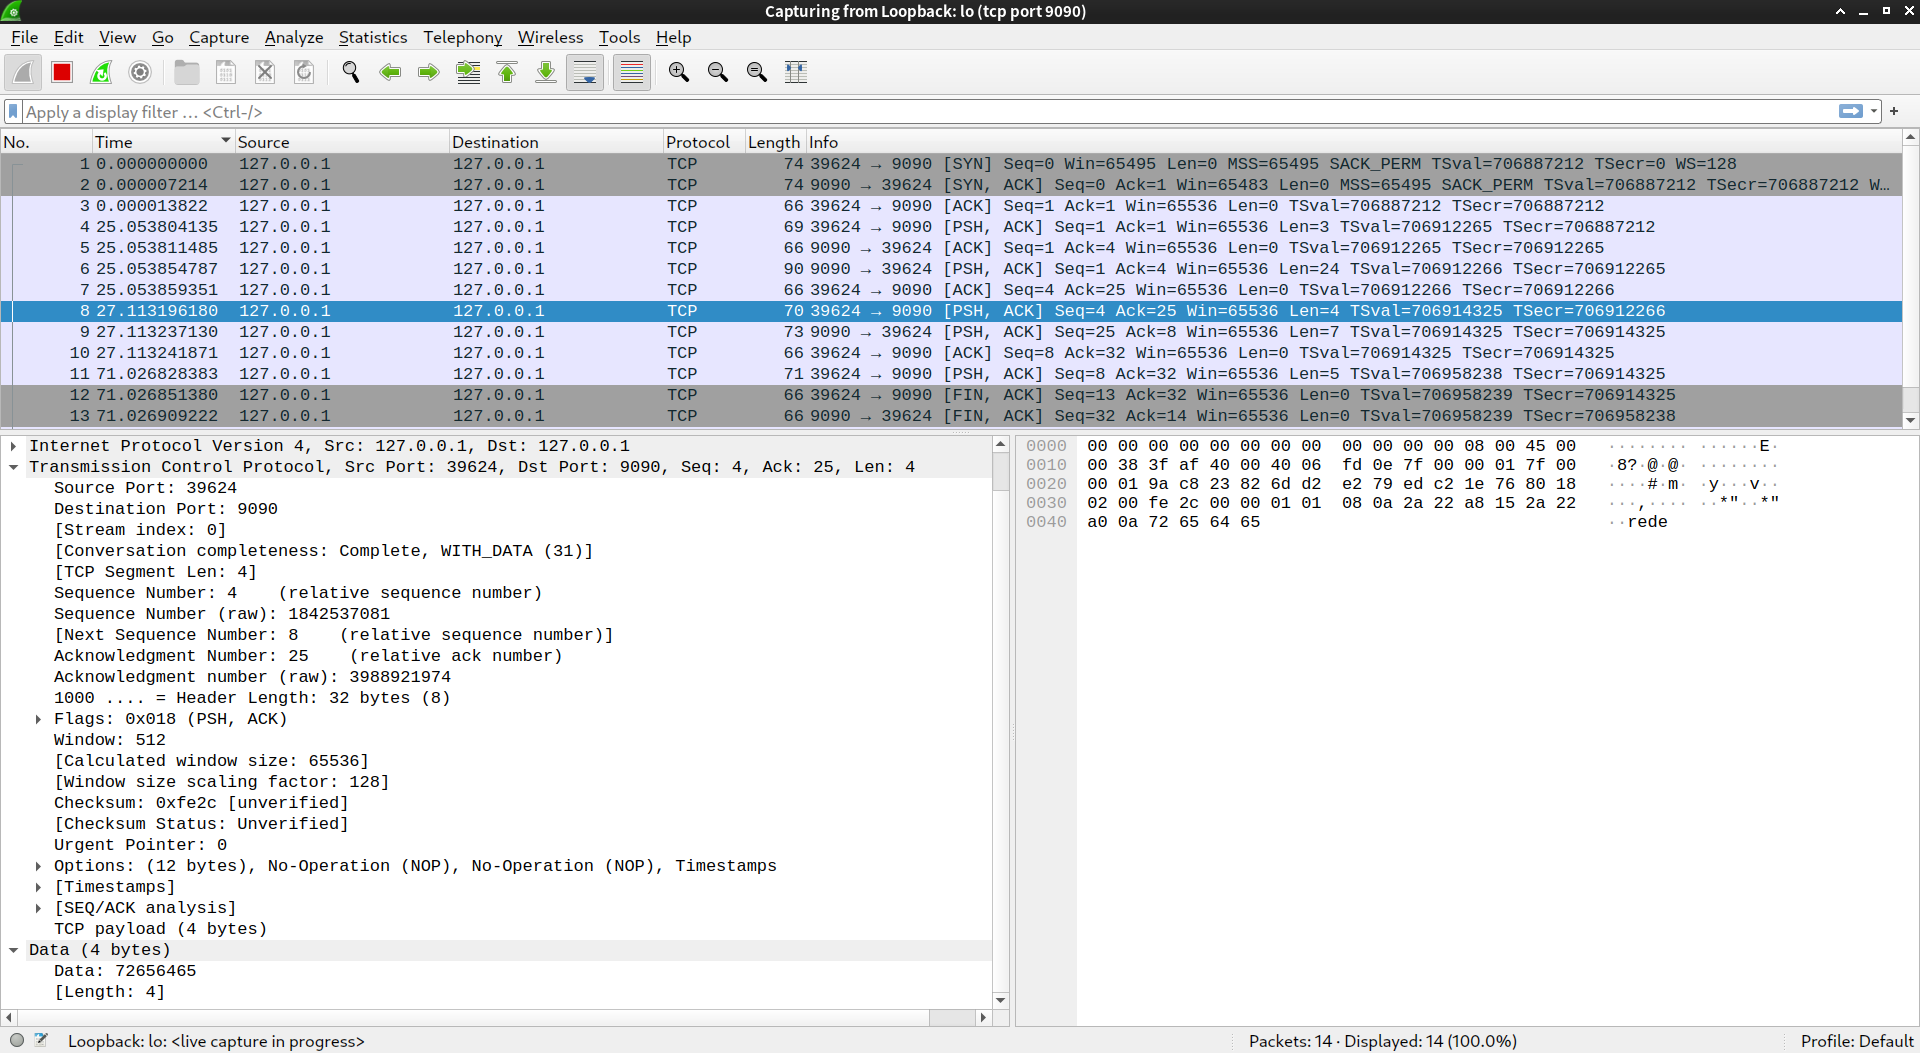 Capturing from Loopback: lo (tcp port 9090)
File Edit View Go Capture Analyze Statistics Telephony Wireless Tools Help
Apply a display filter … <Ctrl-/>
No. Time Source Destination Protocol Length Info
1 0.000000000 127.0.0.1 127.0.0.1 TCP 74 39624 → 9090 [SYN] Seq=0 Win=65495 Len=0 MSS=65495 SACK_PERM TSval=706887212 TSecr=0 WS=128
2 0.000007214 127.0.0.1 127.0.0.1 TCP 74 9090 → 39624 [SYN, ACK] Seq=0 Ack=1 Win=65483 Len=0 MSS=65495 SACK_PERM TSval=706887212 TSecr=706887212 W…
3 0.000013822 127.0.0.1 127.0.0.1 TCP 66 39624 → 9090 [ACK] Seq=1 Ack=1 Win=65536 Len=0 TSval=706887212 TSecr=706887212
4 25.053804135 127.0.0.1 127.0.0.1 TCP 69 39624 → 9090 [PSH, ACK] Seq=1 Ack=1 Win=65536 Len=3 TSval=706912265 TSecr=706887212
5 25.053811485 127.0.0.1 127.0.0.1 TCP 66 9090 → 39624 [ACK] Seq=1 Ack=4 Win=65536 Len=0 TSval=706912265 TSecr=706912265
6 25.053854787 127.0.0.1 127.0.0.1 TCP 90 9090 → 39624 [PSH, ACK] Seq=1 Ack=4 Win=65536 Len=24 TSval=706912266 TSecr=706912265
7 25.053859351 127.0.0.1 127.0.0.1 TCP 66 39624 → 9090 [ACK] Seq=4 Ack=25 Win=65536 Len=0 TSval=706912266 TSecr=706912266
8 27.113196180 127.0.0.1 127.0.0.1 TCP 70 39624 → 9090 [PSH, ACK] Seq=4 Ack=25 Win=65536 Len=4 TSval=706914325 TSecr=706912266
9 27.113237130 127.0.0.1 127.0.0.1 TCP 73 9090 → 39624 [PSH, ACK] Seq=25 Ack=8 Win=65536 Len=7 TSval=706914325 TSecr=706914325
10 27.113241871 127.0.0.1 127.0.0.1 TCP 66 39624 → 9090 [ACK] Seq=8 Ack=32 Win=65536 Len=0 TSval=706914325 TSecr=706914325
11 71.026828383 127.0.0.1 127.0.0.1 TCP 71 39624 → 9090 [PSH, ACK] Seq=8 Ack=32 Win=65536 Len=5 TSval=706958238 TSecr=706914325
12 71.026851380 127.0.0.1 127.0.0.1 TCP 66 39624 → 9090 [FIN, ACK] Seq=13 Ack=32 Win=65536 Len=0 TSval=706958239 TSecr=706914325
13 71.026909222 127.0.0.1 127.0.0.1 TCP 66 9090 → 39624 [FIN, ACK] Seq=32 Ack=14 Win=65536 Len=0 TSval=706958239 TSecr=706958238
Internet Protocol Version 4, Src: 127.0.0.1, Dst: 127.0.0.1
Transmission Control Protocol, Src Port: 39624, Dst Port: 9090, Seq: 4, Ack: 25, Len: 4
Source Port: 39624
Destination Port: 9090
[Stream index: 0]
[Conversation completeness: Complete, WITH_DATA (31)]
[TCP Segment Len: 4]
Sequence Number: 4    (relative sequence number)
Sequence Number (raw): 1842537081
[Next Sequence Number: 8    (relative sequence number)]
Acknowledgment Number: 25    (relative ack number)
Acknowledgment number (raw): 3988921974
1000 .... = Header Length: 32 bytes (8)
Flags: 0x018 (PSH, ACK)
Window: 512
[Calculated window size: 65536]
[Window size scaling factor: 128]
Checksum: 0xfe2c [unverified]
[Checksum Status: Unverified]
Urgent Pointer: 0
Options: (12 bytes), No-Operation (NOP), No-Operation (NOP), Timestamps
[Timestamps]
[SEQ/ACK analysis]
TCP payload (4 bytes)
Data (4 bytes)
Data: 72656465
[Length: 4]
0000 00 00 00 00 00 00 00 00 00 00 00 00 08 00 45 00 ········ ······E·
0010 00 38 3f af 40 00 40 06 fd 0e 7f 00 00 01 7f 00 ·8?·@·@· ········
0020 00 01 9a c8 23 82 6d d2 e2 79 ed c2 1e 76 80 18 ····#·m· ·y···v··
0030 02 00 fe 2c 00 00 01 01 08 0a 2a 22 a8 15 2a 22 ···,···· ··*"··*"
0040 a0 0a 72 65 64 65 ··rede
Loopback: lo: <live capture in progress>
Packets: 14 · Displayed: 14 (100.0%)
Profile: Default